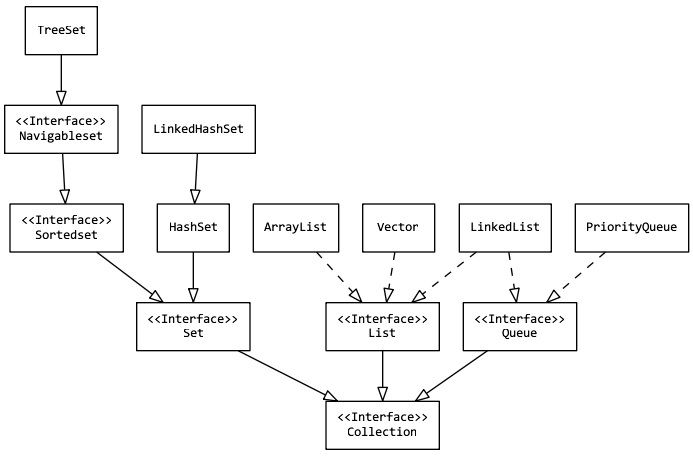 TreeSet
<<Interface>>
Navigableset
LinkedHashSet
<<Interface>>
Sortedset
HashSet
ArrayList
Vector
LinkedList
PriorityQueue
<<Interface>>
Set
<<Interface>>
List
<<Interface>>
Queue
<<Interface>>
Collection